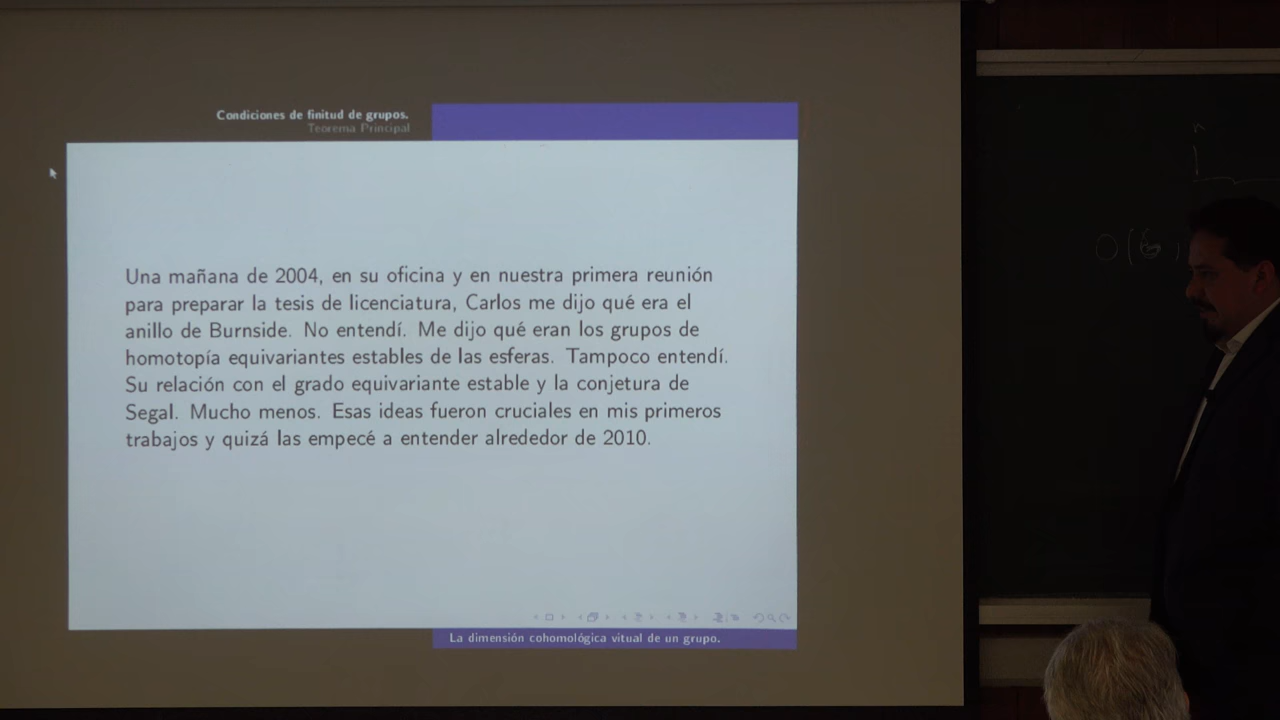 Condiciones de finitud de grupos.
Teorema Principal
Una mañana de 2004, en su oficina y en nuestra primera reunión
para preparar la tesis de licenciatura, Carlos me dijo qué era el
anillo de Burnside. No entendí. Me dijo qué eran los grupos de
homotopía equivariantes estables de las esferas. Tampoco entendí.
Su relación con el grado equivariante estable y la conjetura de
Segal. Mucho menos. Esas ideas fueron cruciales en mis primeros
trabajos y quizá las empecé a entender alrededor de 2010.
La dimensión cohomológica vitual de un grupo.